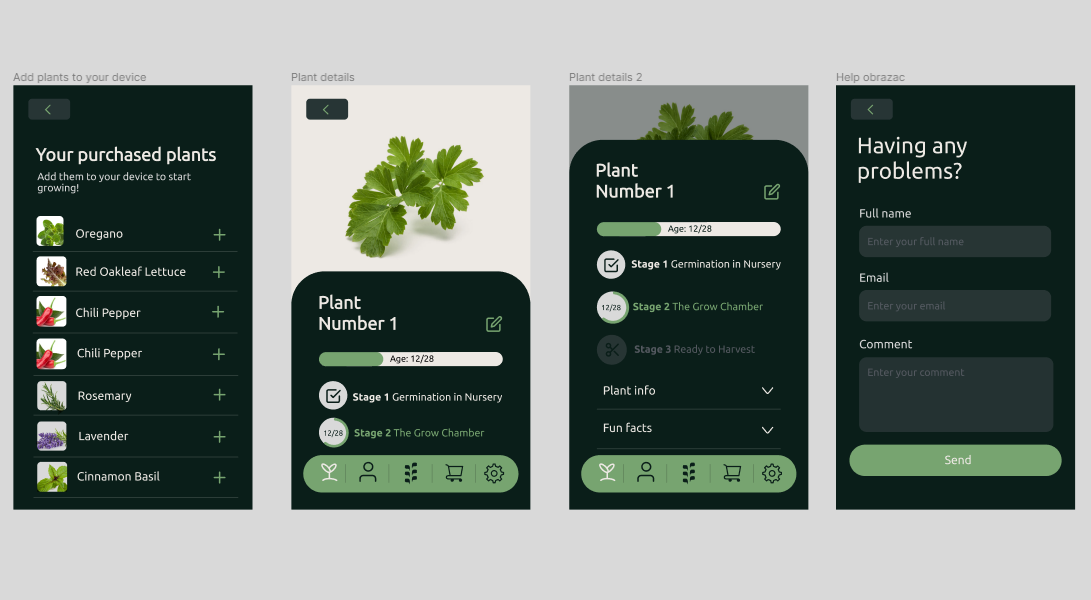 Add plants to your device
Your purchased plants
Add them to your device to start
growing!
Oregano
Red Oakleaf Lettuce
Chili Pepper
Chili Pepper
Rosemary
Lavender
Cinnamon Basil
Plant details
Plant
Number 1
Age: 12/28
Stage 1 Germination in Nursery
12/28
Stage 2 The Grow Chamber
Plant details 2
Plant
Number 1
Age: 12/28
Stage 1 Germination in Nursery
12/28
Stage 2 The Grow Chamber
Stage 3 Ready to Harvest
Plant info
Fun facts
Help obrazac
Having any
problems?
Full name
Enter your full name
Email
Enter your email
Comment
Enter your comment
Send